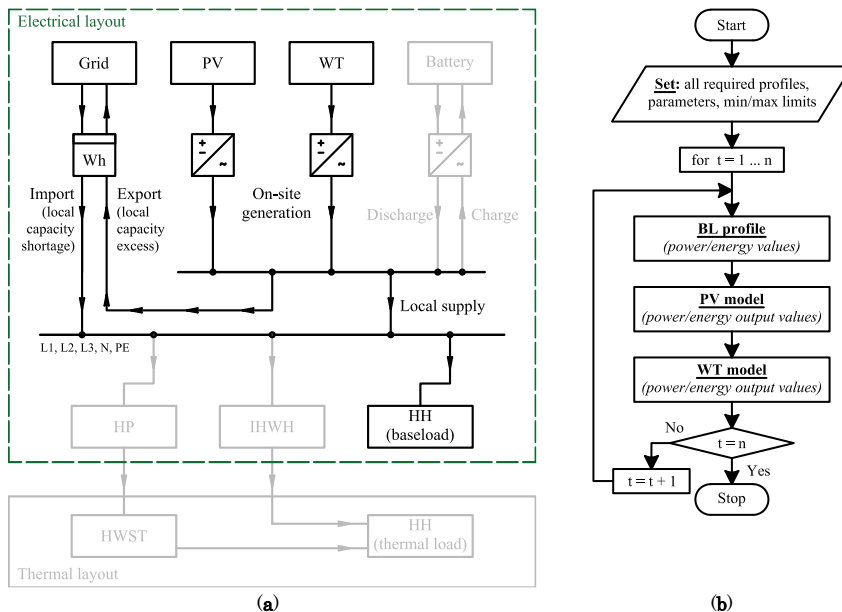 Electrical layout
Grid
PV
WT
Battery
Wh
+
−
~
+
−
~
+
−
~
Import
(local
capacity
shortage)
Export
(local
capacity
excess)
On-site
generation
Discharge
Charge
Local supply
L1, L2, L3, N, PE
HP
IHWH
HH
(baseload)
HWST
HH
(thermal load)
Thermal layout
(a)
Start
Set: all required profiles,
parameters, min/max limits
for t = 1 ... n
BL profile
(power/energy values)
PV model
(power/energy output values)
WT model
(power/energy output values)
No
t = n
Yes
t = t + 1
Stop
(b)